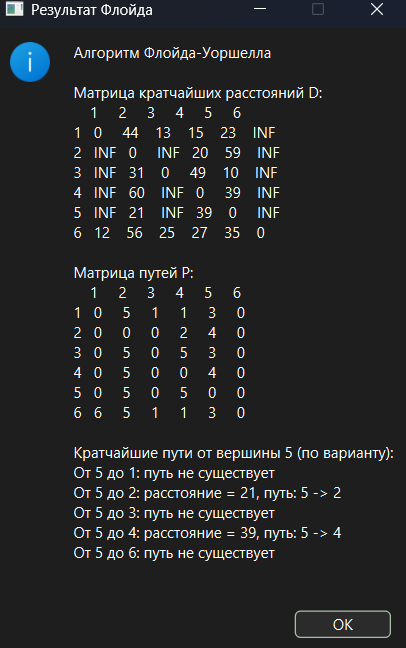 Результат Флойда
Алгоритм Флойда-Уоршелла
Матрица кратчайших расстояний D:
1 2 3 4 5 6
1 0 44 13 15 23 INF
2 INF 0 INF 20 59 INF
3 INF 31 0 49 10 INF
4 INF 60 INF 0 39 INF
5 INF 21 INF 39 0 INF
6 12 56 25 27 35 0
Матрица путей P:
1 2 3 4 5 6
1 0 5 1 1 3 0
2 0 0 0 2 4 0
3 0 5 0 5 3 0
4 0 5 0 0 4 0
5 0 5 0 5 0 0
6 6 5 1 1 3 0
Кратчайшие пути от вершины 5 (по варианту):
От 5 до 1: путь не существует
От 5 до 2: расстояние = 21, путь: 5 -> 2
От 5 до 3: путь не существует
От 5 до 4: расстояние = 39, путь: 5 -> 4
От 5 до 6: путь не существует
ОК